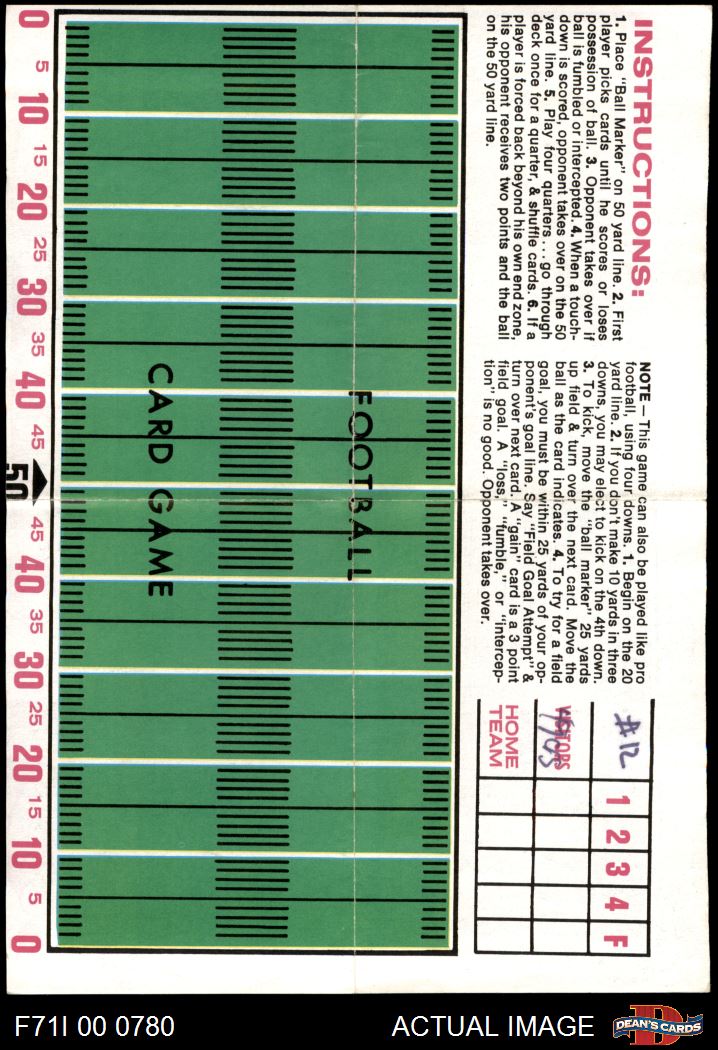 INSTRUCTIONS:
1. Place "Ball Marker" on 50 yard line. 2. First
player picks cards until he scores or loses
possession of ball. 3. Opponent takes over if
ball is fumbled or intercepted. 4. When a touch-
down is scored, opponent takes over on the 50
yard line. 5. Play four quarters...go through
deck once for a quarter, & shuffle cards. 6. If a
player is forced back beyond his own end zone,
his opponent receives two points and the ball
on the 50 yard line.
NOTE — This game can also be played like pro
football, using four downs. 1. Begin on the 20
yard line. 2. If you don't make 10 yards in three
downs, you may elect to kick on the 4th down.
3. To kick, move the "ball marker" 25 yards
up field & turn over the next card. Move the
ball as the card indicates. 4. To try for a field
goal, you must be within 25 yards of your op-
ponent's goal line. Say "Field Goal Attempt" &
turn over next card. A "gain" card is a 3 point
field goal. A "loss," "fumble," or "intercep-
tion" is no good. Opponent takes over.
#12 1 2 3 4 F
VISITORS
HOME
TEAM
FOOTBALL
CARD GAME
0 5 10 15 20 25 30 35 40 45 50 45 40 35 30 25 20 15 10 5 0
F71I 00 0780
ACTUAL IMAGE
D
DEAN'S CARDS